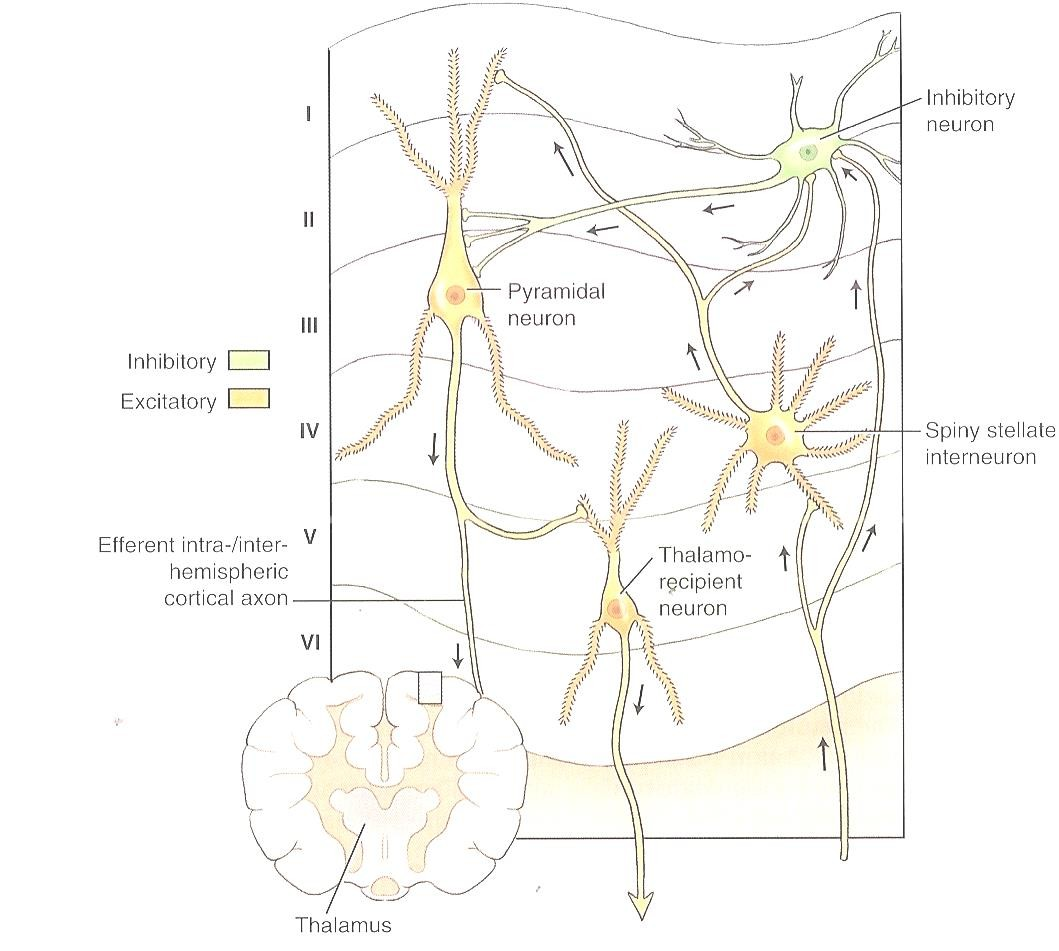 Inhibitory
neuron
I
II
Pyramidal
neuron
III
Inhibitory
Excitatory
IV
Spiny stellate
interneuron
V
Efferent intra-/inter-
hemispheric
cortical axon
Thalamo-
recipient
neuron
VI
Thalamus